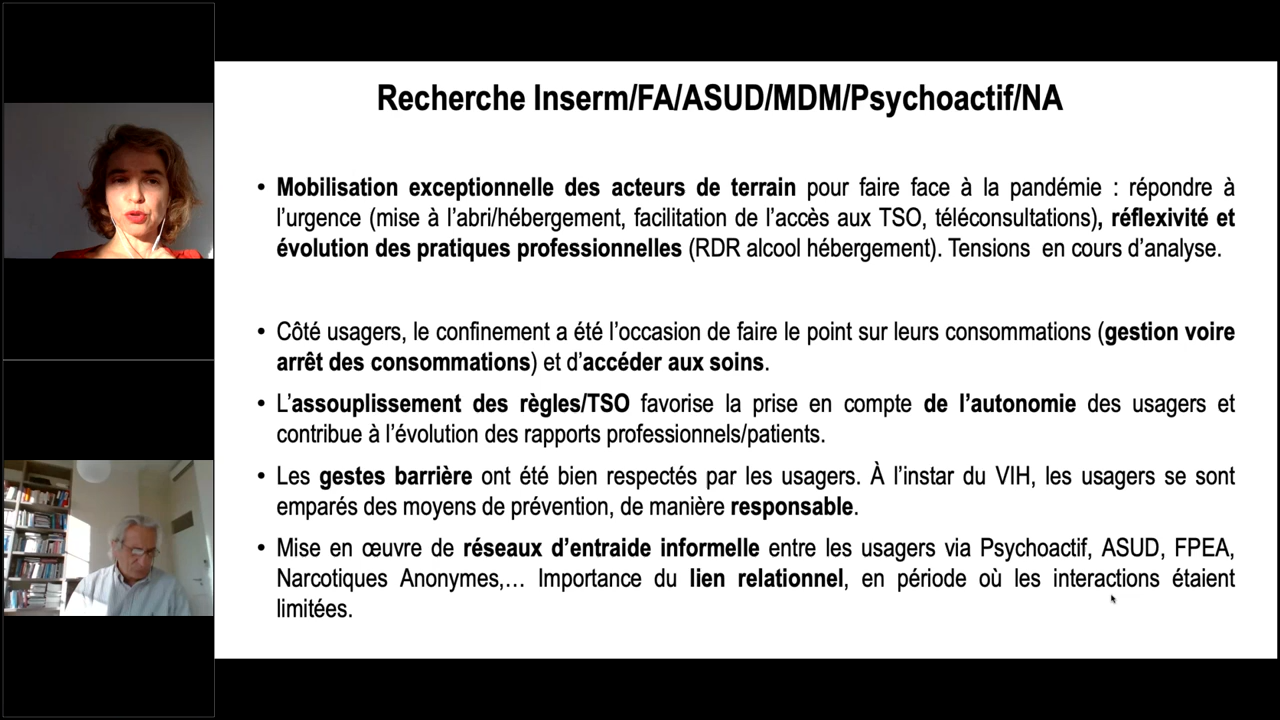 Recherche Inserm/FA/ASUD/MDM/Psychoactif/NA
• Mobilisation exceptionnelle des acteurs de terrain pour faire face à la pandémie : répondre à
l’urgence (mise à l’abri/hébergement, facilitation de l’accès aux TSO, téléconsultations), réflexivité et
évolution des pratiques professionnelles (RDR alcool hébergement). Tensions en cours d’analyse.
• Côté usagers, le confinement a été l’occasion de faire le point sur leurs consommations (gestion voire
arrêt des consommations) et d’accéder aux soins.
• L’assouplissement des règles/TSO favorise la prise en compte de l’autonomie des usagers et
contribue à l’évolution des rapports professionnels/patients.
• Les gestes barrière ont été bien respectés par les usagers. À l’instar du VIH, les usagers se sont
emparés des moyens de prévention, de manière responsable.
• Mise en œuvre de réseaux d’entraide informelle entre les usagers via Psychoactif, ASUD, FPEA,
Narcotiques Anonymes,… Importance du lien relationnel, en période où les interactions étaient
limitées.